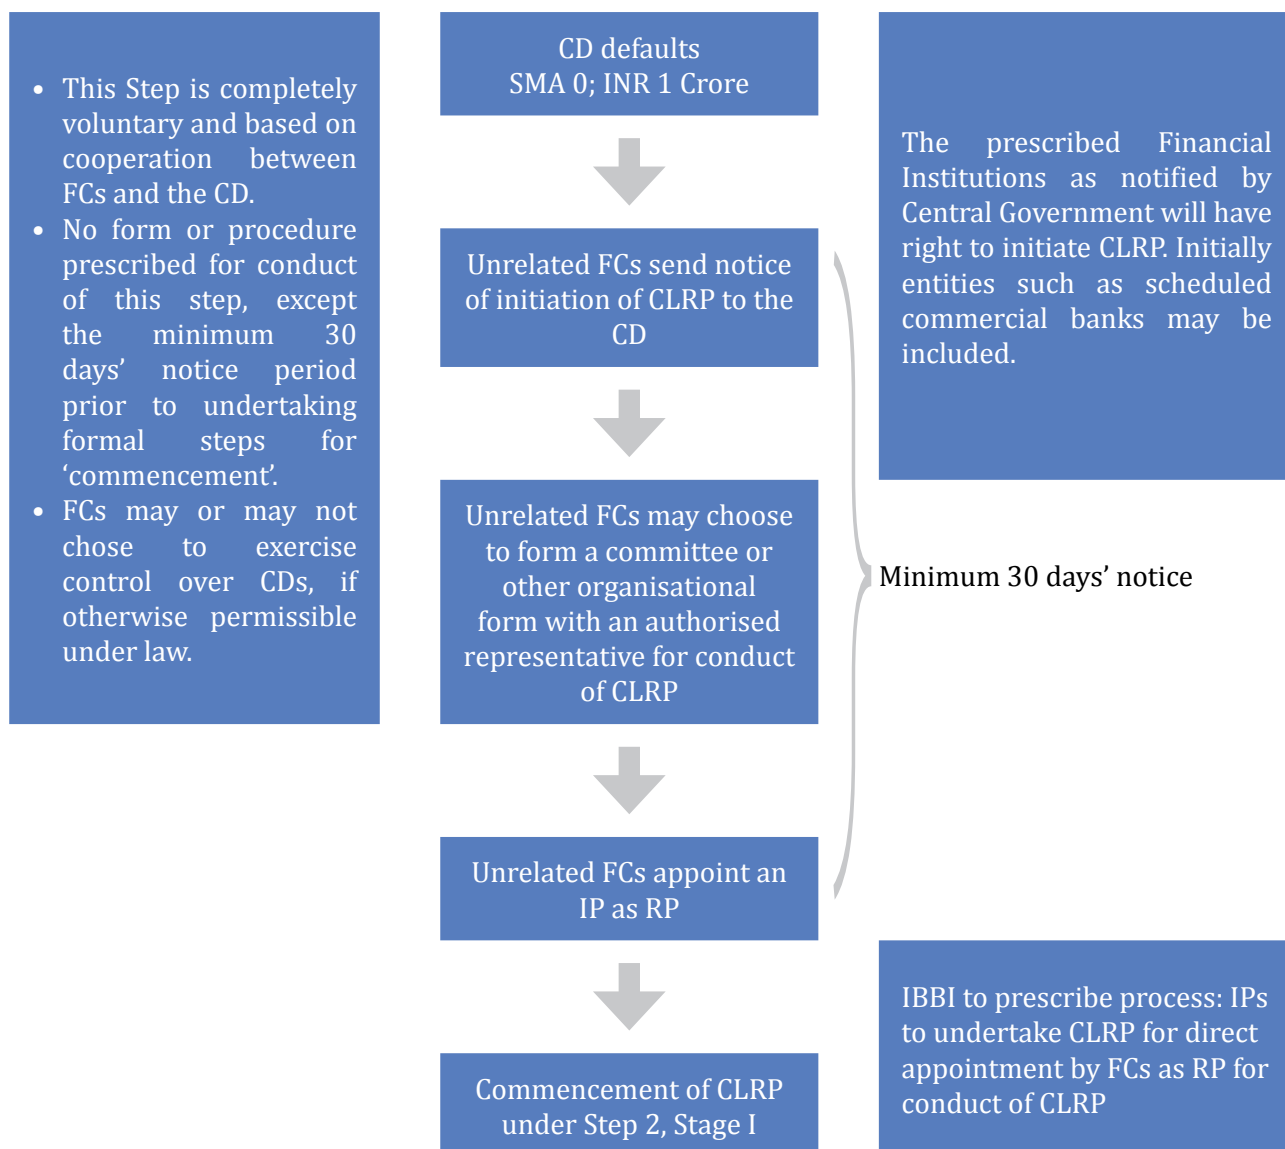 • This Step is completely
voluntary and based on
cooperation between
FCs and the CD.
• No form or procedure
prescribed for conduct
of this step, except
the minimum 30
days’ notice period
prior to undertaking
formal steps for
‘commencement’.
• FCs may or may not
chose to exercise
control over CDs, if
otherwise permissible
under law.
CD defaults
SMA 0; INR 1 Crore
Unrelated FCs send notice
of initiation of CLRP to the
CD
Unrelated FCs may choose
to form a committee or
other organisational
form with an authorised
representative for conduct
of CLRP
Unrelated FCs appoint an
IP as RP
Commencement of CLRP
under Step 2, Stage I
The prescribed Financial
Institutions as notified by
Central Government will have
right to initiate CLRP. Initially
entities such as scheduled
commercial banks may be
included.
Minimum 30 days’ notice
IBBI to prescribe process: IPs
to undertake CLRP for direct
appointment by FCs as RP for
conduct of CLRP